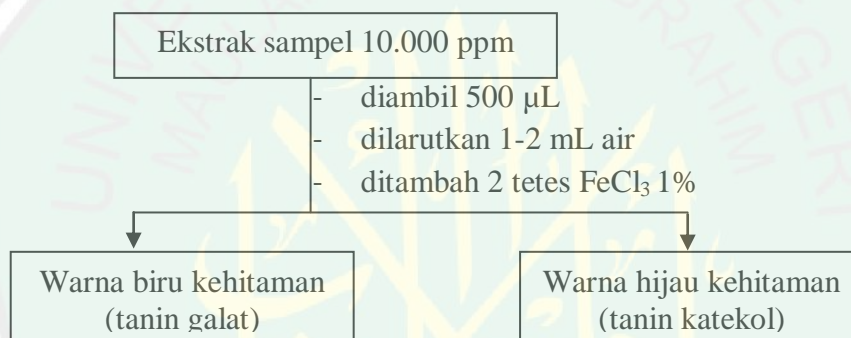 Ekstrak sampel 10.000 ppm
- diambil 500 µL
- dilarutkan 1-2 mL air
- ditambah 2 tetes FeCl₃ 1%
Warna biru kehitaman
(tanin galat)
Warna hijau kehitaman
(tanin katekol)